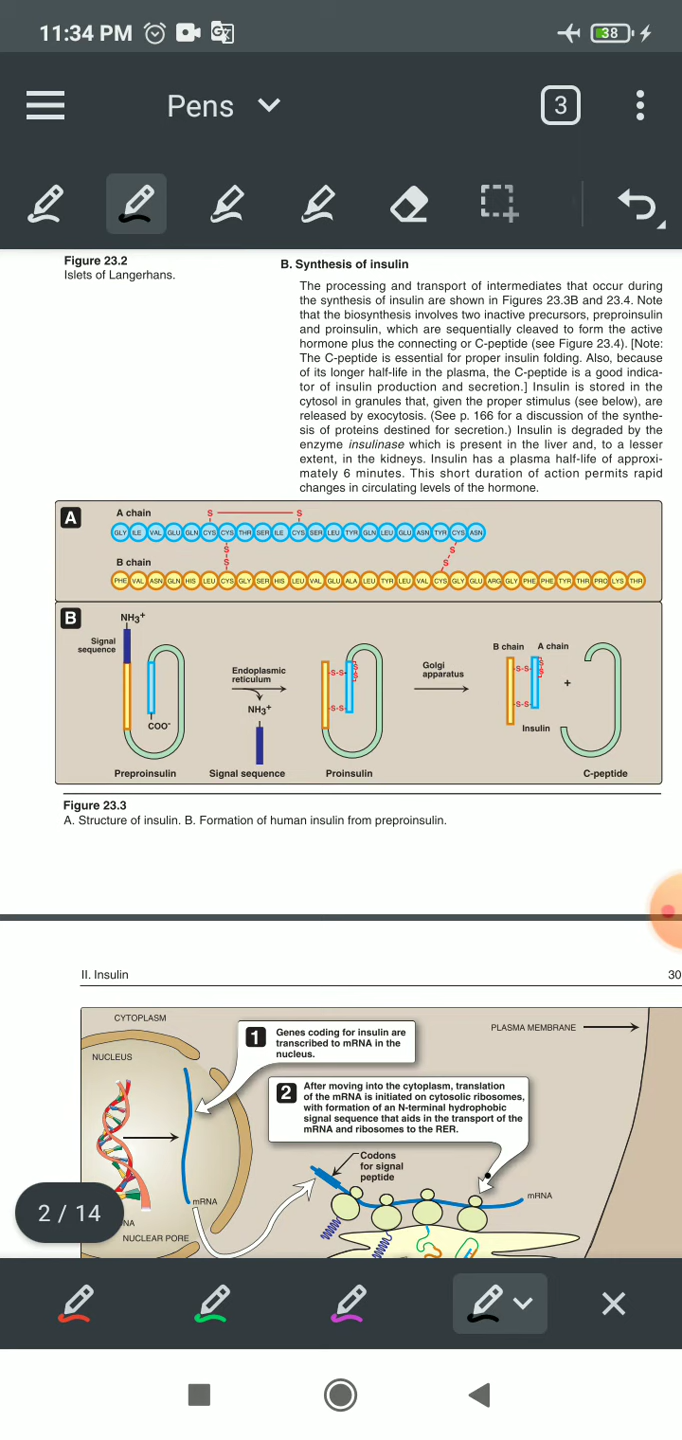 11:34 PM
38
Pens
3
Figure 23.2
Islets of Langerhans.
B. Synthesis of insulin
The processing and transport of intermediates that occur during
the synthesis of insulin are shown in Figures 23.3B and 23.4. Note
that the biosynthesis involves two inactive precursors, preproinsulin
and proinsulin, which are sequentially cleaved to form the active
hormone plus the connecting or C-peptide (see Figure 23.4). [Note:
The C-peptide is essential for proper insulin folding. Also, because
of its longer half-life in the plasma, the C-peptide is a good indica-
tor of insulin production and secretion.] Insulin is stored in the
cytosol in granules that, given the proper stimulus (see below), are
released by exocytosis. (See p. 166 for a discussion of the synthe-
sis of proteins destined for secretion.) Insulin is degraded by the
enzyme insulinase which is present in the liver and, to a lesser
extent, in the kidneys. Insulin has a plasma half-life of approxi-
mately 6 minutes. This short duration of action permits rapid
changes in circulating levels of the hormone.
A
A chain
S S
GLY ILE VAL GLU GLN CYS CYS THR SER ILE CYS SER LEU TYR GLN LEU GLU ASN TYR CYS ASN
S S
S S
B chain
PHE VAL ASN GLN HIS LEU CYS GLY SER HIS LEU VAL GLU ALA LEU TYR LEU VAL CYS GLY GLU ARG GLY PHE PHE TYR THR PRO LYS THR
B
NH3+
Signal
sequence
COO-
Preproinsulin
Endoplasmic
reticulum
NH3+
Signal sequence
-S-S-
S-S
-S-S-
Proinsulin
Golgi
apparatus
B chain A chain
-S-S-
S-S
-S-S-
Insulin
+
C-peptide
Figure 23.3
A. Structure of insulin. B. Formation of human insulin from preproinsulin.
II. Insulin
30
CYTOPLASM
NUCLEUS
1
Genes coding for insulin are
transcribed to mRNA in the
nucleus.
PLASMA MEMBRANE
2
After moving into the cytoplasm, translation
of the mRNA is initiated on cytosolic ribosomes,
with formation of an N-terminal hydrophobic
signal sequence that aids in the transport of the
mRNA and ribosomes to the RER.
Codons
for signal
peptide
mRNA
mRNA
2 / 14
NA
NUCLEAR PORE